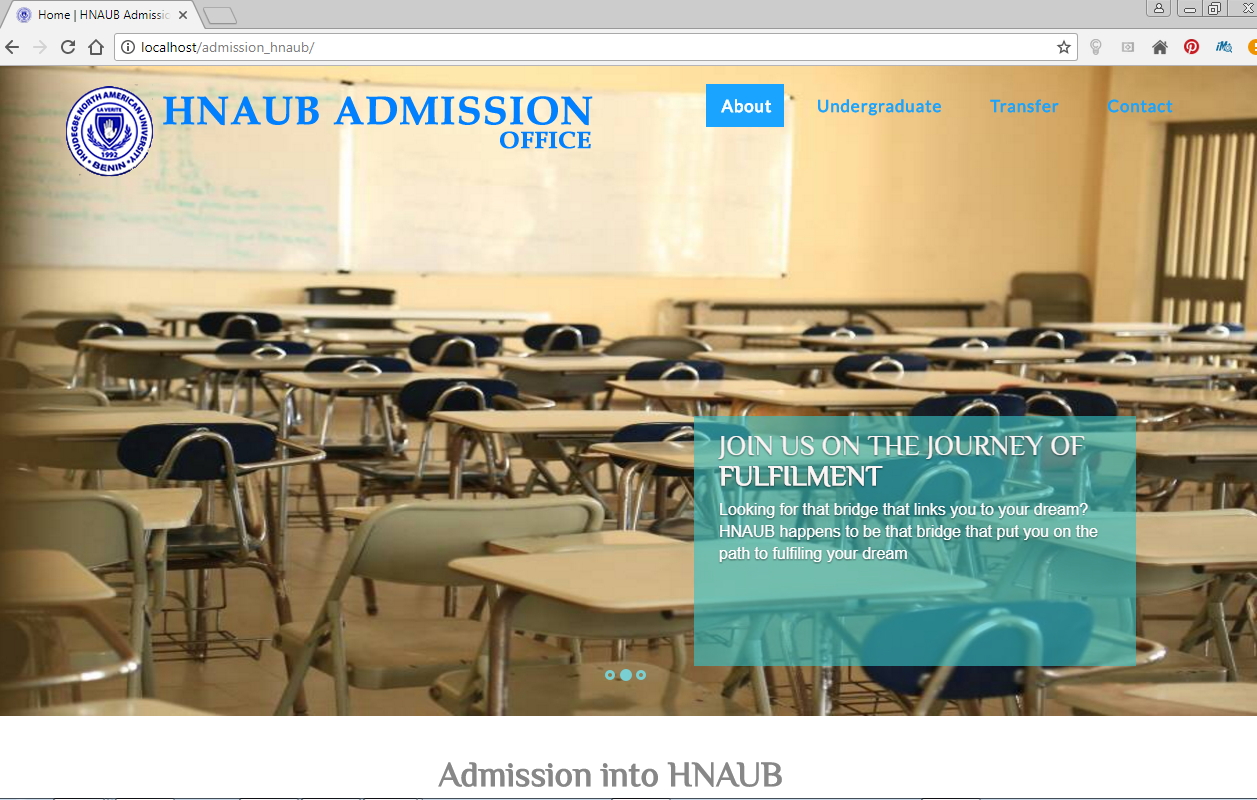 Home | HNAUB Admissio
localhost/admission_hnaub/
HOUDEGBE NORTH AMERICAN UNIVERSITY
LA VERITE
1992
BENIN
HNAUB ADMISSION
OFFICE
About Undergraduate Transfer Contact
JOIN US ON THE JOURNEY OF
FULFILMENT
Looking for that bridge that links you to your dream?
HNAUB happens to be that bridge that put you on the
path to fulfiling your dream
Admission into HNAUB